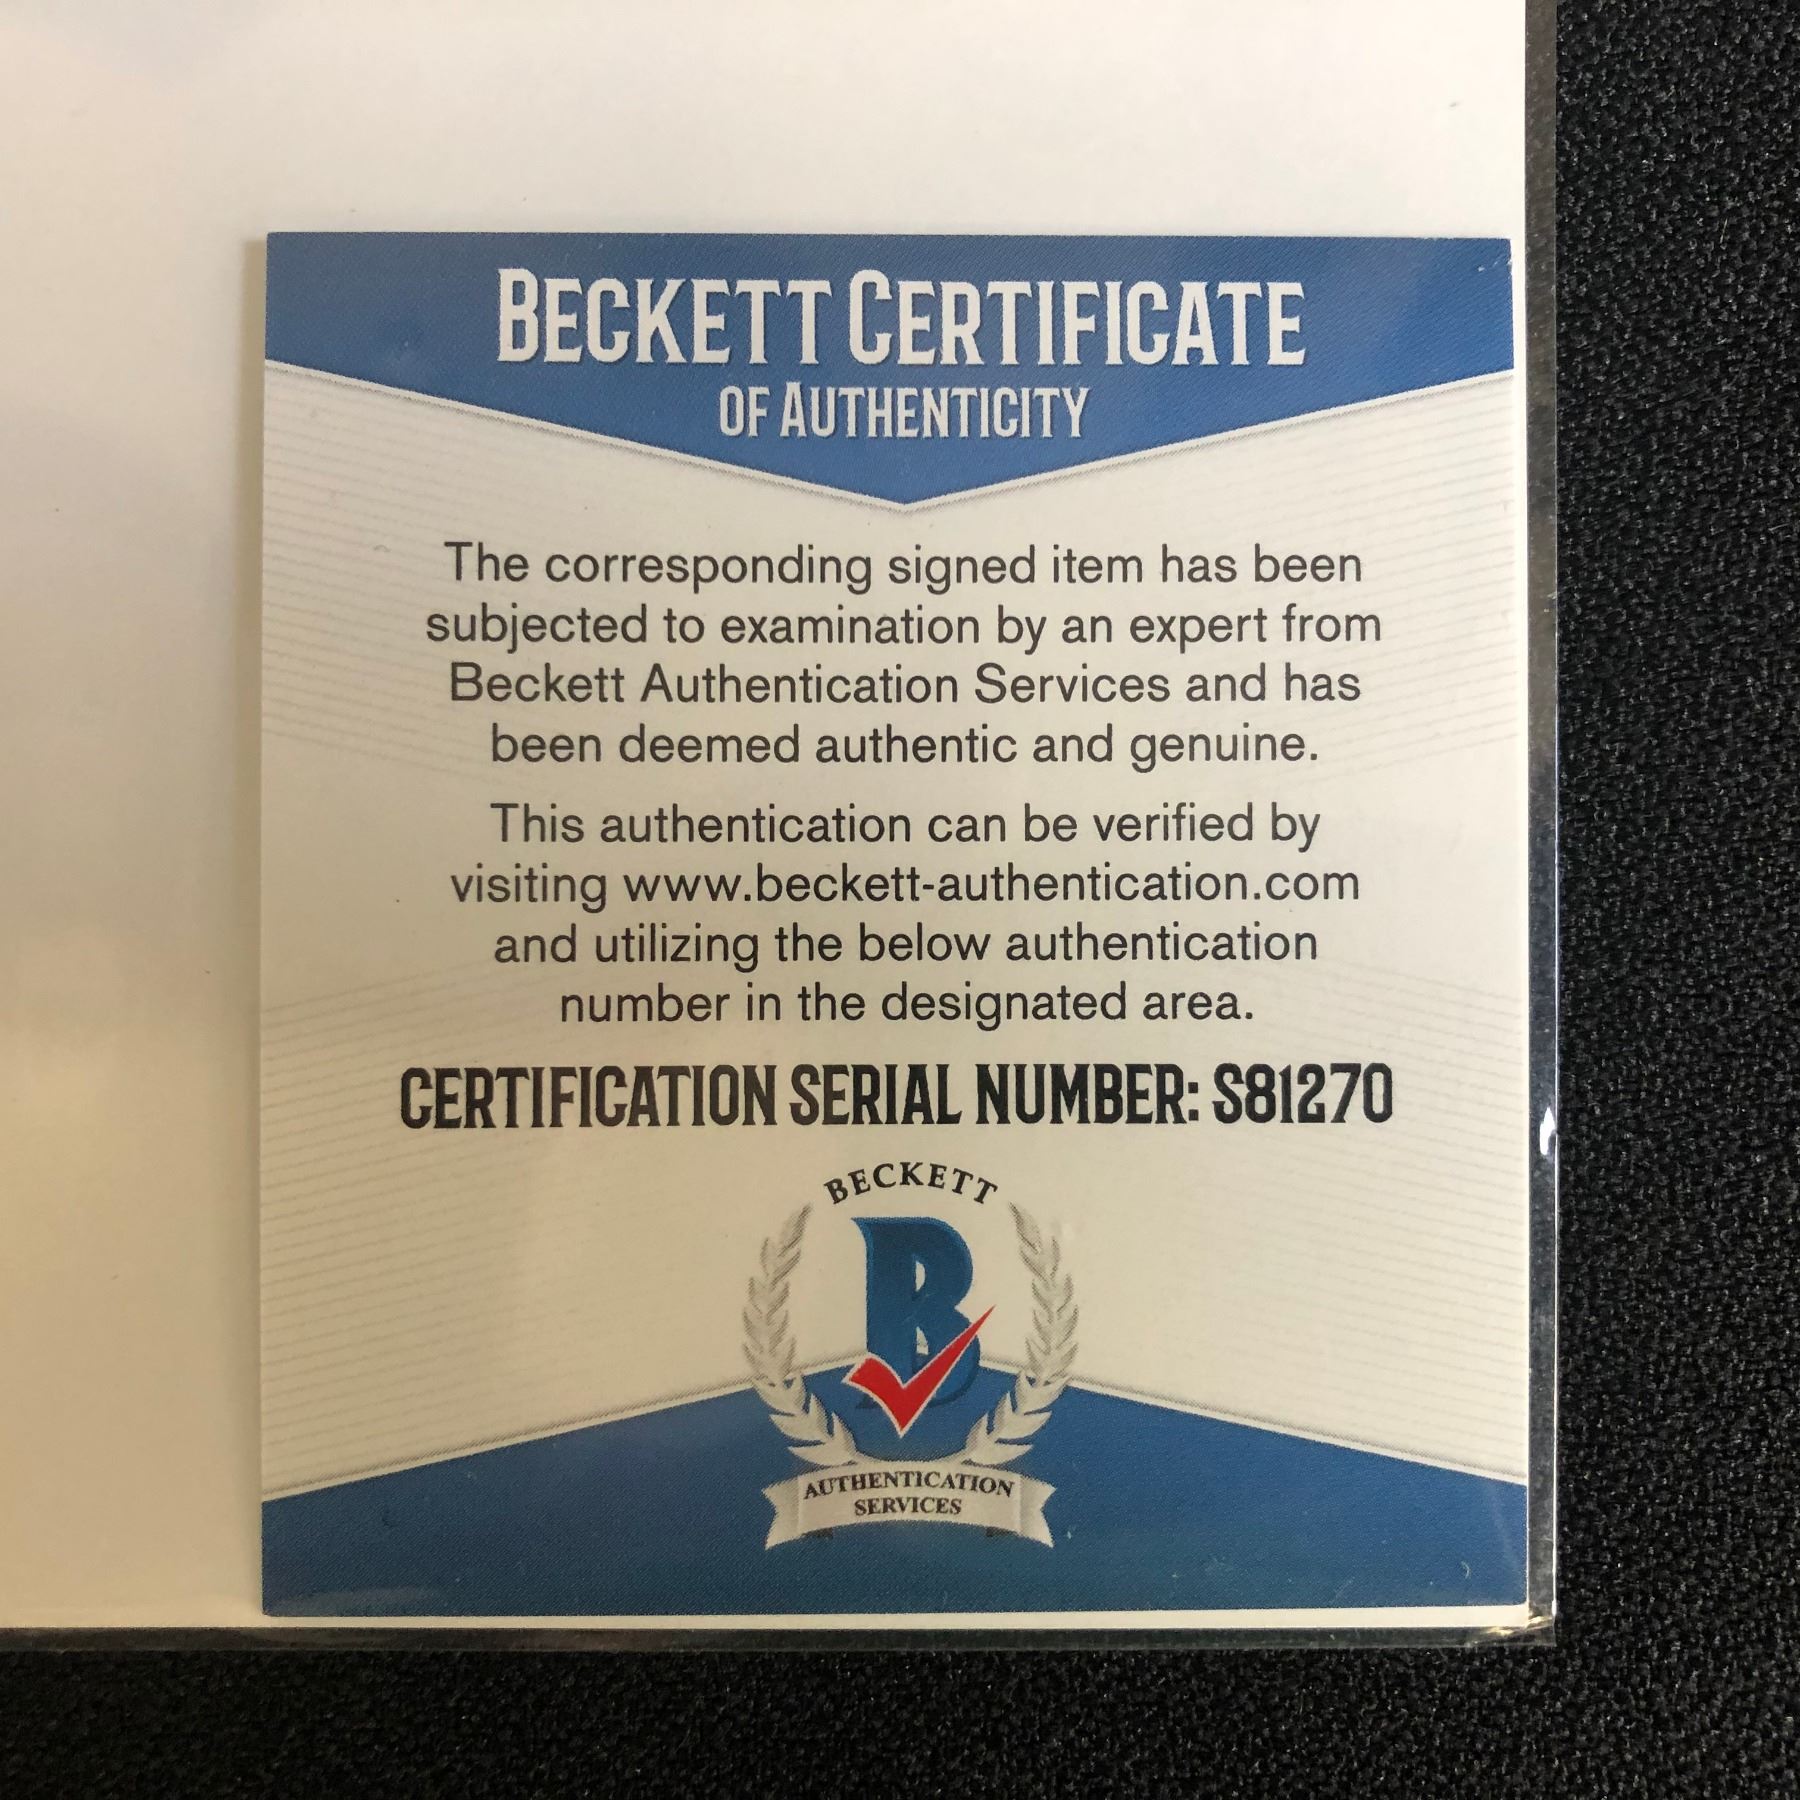 BECKETT CERTIFICATE
OF AUTHENTICITY
The corresponding signed item has been
subjected to examination by an expert from
Beckett Authentication Services and has
been deemed authentic and genuine.
This authentication can be verified by
visiting www.beckett-authentication.com
and utilizing the below authentication
number in the designated area.
CERTIFICATION SERIAL NUMBER: S81270
BECKETT
B
AUTHENTICATION
SERVICES